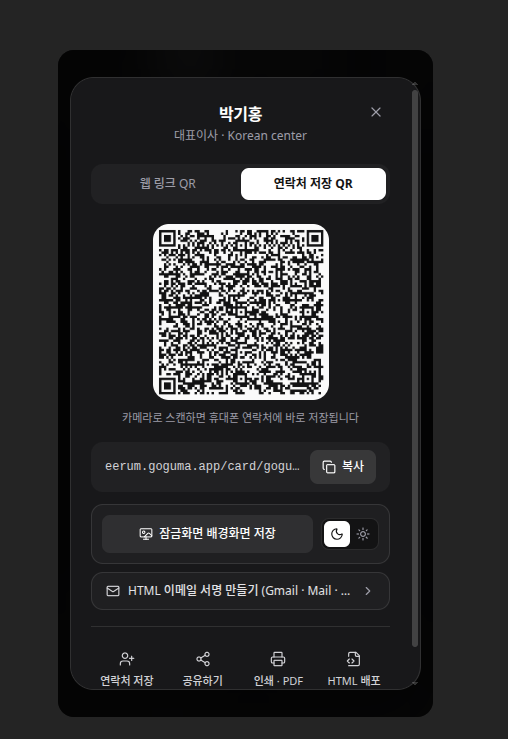 박기홍
대표이사 · Korean center
웹 링크 QR
연락처 저장 QR
카메라로 스캔하면 휴대폰 연락처에 바로 저장됩니다
eerum.goguma.app/card/gogu…
복사
잠금화면 배경화면 저장
HTML 이메일 서명 만들기 (Gmail · Mail · ...
연락처 저장
공유하기
인쇄 · PDF
HTML 배포